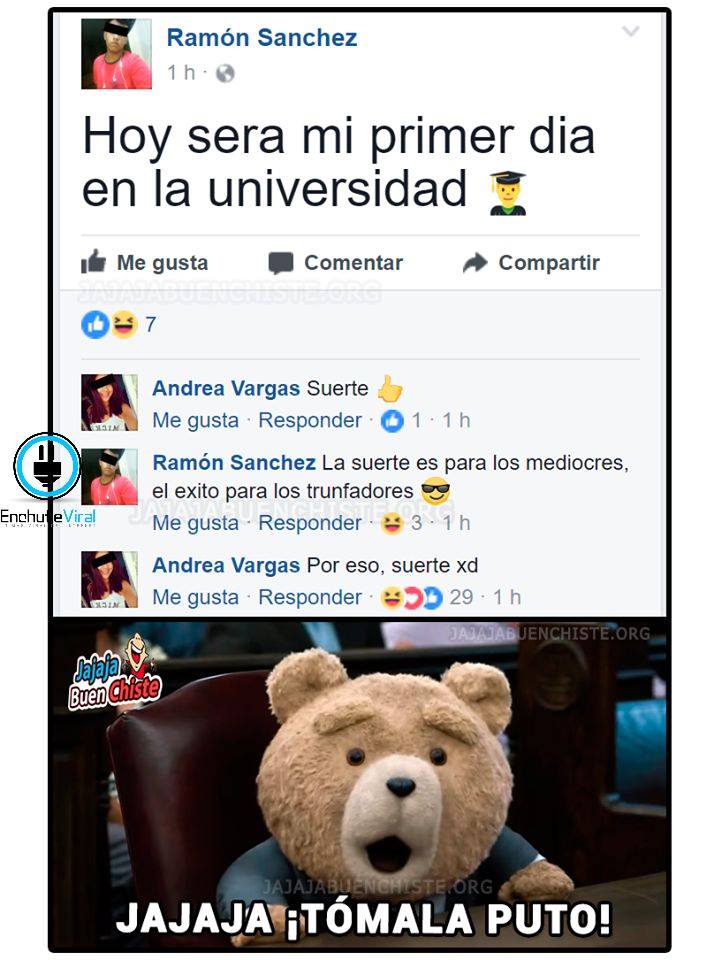 Ramón Sanchez
1 h ·
Hoy sera mi primer dia
en la universidad
Me gusta Comentar Compartir
JAJAJABUENCHISTE.ORG
7
Andrea Vargas Suerte
Me gusta · Responder · 1 · 1 h
Ramón Sanchez La suerte es para los mediocres,
el exito para los trunfadores
EnchufeViral
JAJAJABUENCHISTE.ORG
Me gusta · Responder · 3 · 1 h
Andrea Vargas Por eso, suerte xd
Me gusta · Responder · 29 · 1 h
JAJAJABUENCHISTE.ORG
Jajaja
Buen Chiste
JAJAJABUENCHISTE.ORG
JAJAJA ¡TÓMALA PUTO!